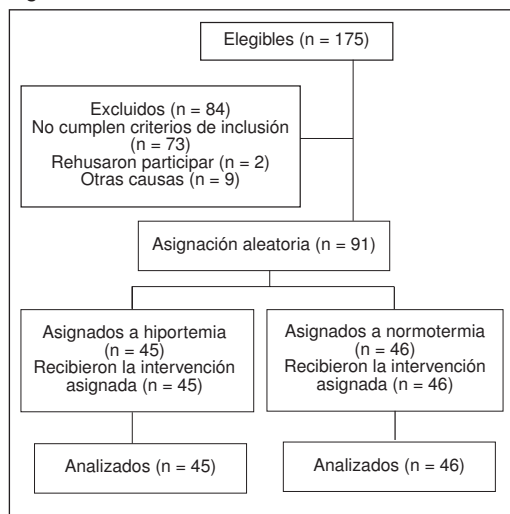 Elegibles (n = 175)
Excluidos (n = 84)
No cumplen criterios de inclusión
(n = 73)
Rehusaron participar (n = 2)
Otras causas (n = 9)
Asignación aleatoria (n = 91)
Asignados a hiportemia
(n = 45)
Recibieron la intervención
asignada (n = 45)
Asignados a normotermia
(n = 46)
Recibieron la intervención
asignada (n = 46)
Analizados (n = 45)
Analizados (n = 46)